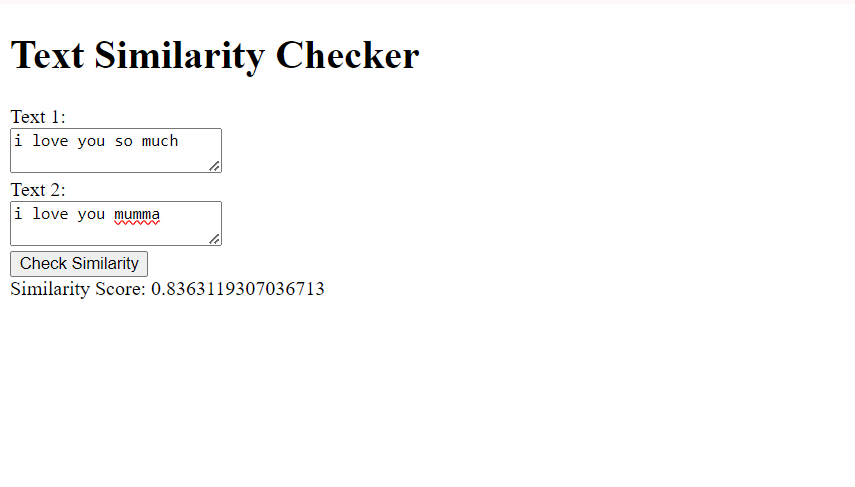 Text Similarity Checker
Text 1:
i love you so much
Text 2:
i love you mumma
Check Similarity
Similarity Score: 0.8363119307036713